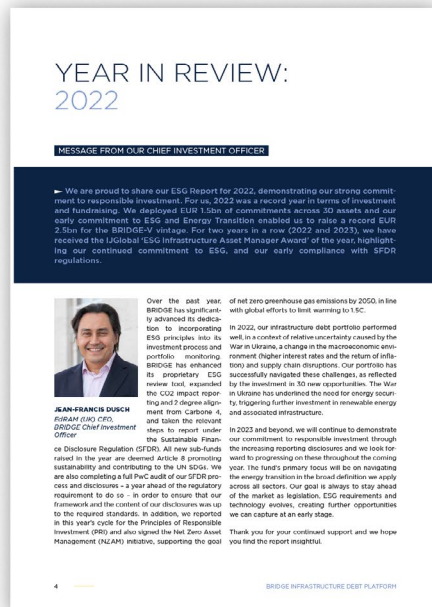 YEAR IN REVIEW:
2022
MESSAGE FROM OUR CHIEF INVESTMENT OFFICER
► We are proud to share our ESG Report for 2022, demonstrating our strong commit-
ment to responsible investment. For us, 2022 was a record year in terms of investment
and fundraising. We deployed EUR 1.5bn of commitments across 30 assets and our
early commitment to ESG and Energy Transition enabled us to raise a record EUR
2.5bn for the BRIDGE-V vintage. For two years in a row (2022 and 2023), we have
received the IJGlobal ‘ESG Infrastructure Asset Manager Award’ of the year, highlight-
ing our continued commitment to ESG, and our early compliance with SFDR
regulations.
JEAN-FRANCIS DUSCH
EdRAM (UK) CEO,
BRIDGE Chief Investment
Officer
Over the past year,
BRIDGE has significant-
ly advanced its dedica-
tion to incorporating
ESG principles into its
investment process and
portfolio monitoring.
BRIDGE has enhanced
its proprietary ESG
review tool, expanded
the CO2 impact repor-
ting and 2 degree align-
ment from Carbone 4,
and taken the relevant
steps to report under
the Sustainable Finan-
ce Disclosure Regulation (SFDR). All new sub-funds
raised in the year are deemed Article 8 promoting
sustainability and contributing to the UN SDGs. We
are also completing a full PwC audit of our SFDR pro-
cess and disclosures – a year ahead of the regulatory
requirement to do so – in order to ensure that our
framework and the content of our disclosures was up
to the required standards. In addition, we reported
in this year's cycle for the Principles of Responsible
Investment (PRI) and also signed the Net Zero Asset
Management (NZAM) initiative, supporting the goal
of net zero greenhouse gas emissions by 2050, in line
with global efforts to limit warming to 1.5C.
In 2022, our infrastructure debt portfolio performed
well, in a context of relative uncertainty caused by the
War in Ukraine, a change in the macroeconomic envi-
ronment (higher interest rates and the return of infla-
tion) and supply chain disruptions. Our portfolio has
successfully navigated these challenges, as reflected
by the investment in 30 new opportunities. The War
in Ukraine has underlined the need for energy securi-
ty, triggering further investment in renewable energy
and associated infrastructure.
In 2023 and beyond, we will continue to demonstrate
our commitment to responsible investment through
the increasing reporting disclosures and we look for-
ward to progressing on these throughout the coming
year. The fund's primary focus will be on navigating
the energy transition in the broad definition we apply
across all sectors. Our goal is always to stay ahead
of the market as legislation, ESG requirements and
technology evolves, creating further opportunities
we can capture at an early stage.
Thank you for your continued support and we hope
you find the report insightful.
4
BRIDGE INFRASTRUCTURE DEBT PLATFORM